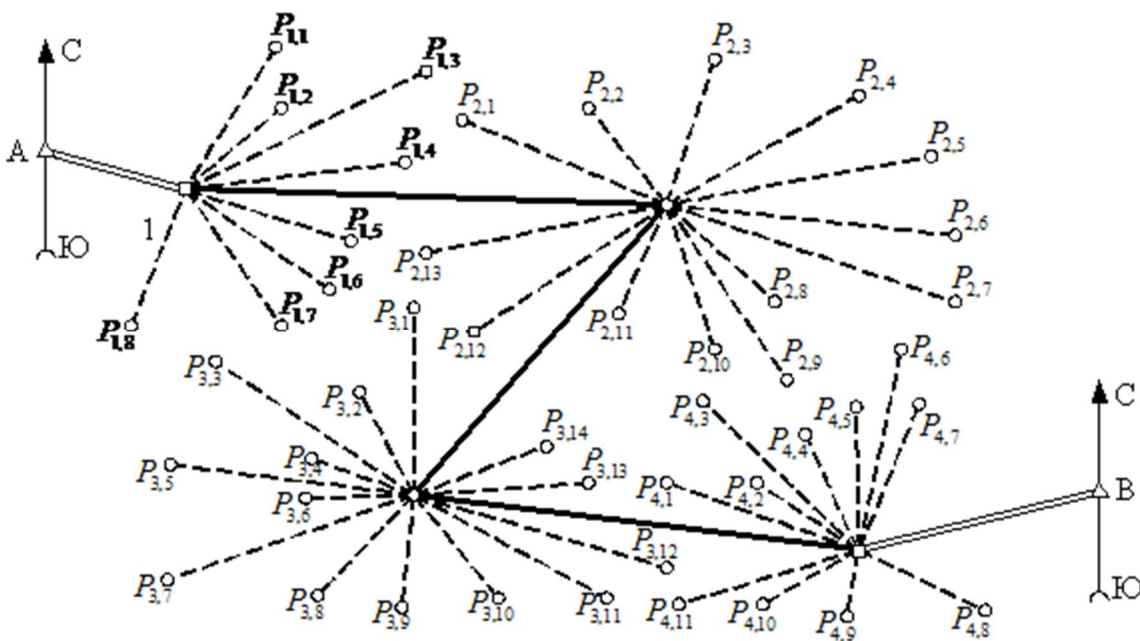 С
А
Ю
1
P1,1
P1,2
P1,3
P1,4
P1,5
P1,6
P1,7
P1,8
P2,1
P2,2
P2,3
P2,4
P2,5
P2,6
P2,7
P2,8
P2,9
P2,10
P2,11
P2,12
P2,13
P3,1
P3,2
P3,3
P3,4
P3,5
P3,6
P3,7
P3,8
P3,9
P3,10
P3,11
P3,12
P3,13
P3,14
P4,1
P4,2
P4,3
P4,4
P4,5
P4,6
P4,7
P4,8
P4,9
P4,10
P4,11
С
В
Ю